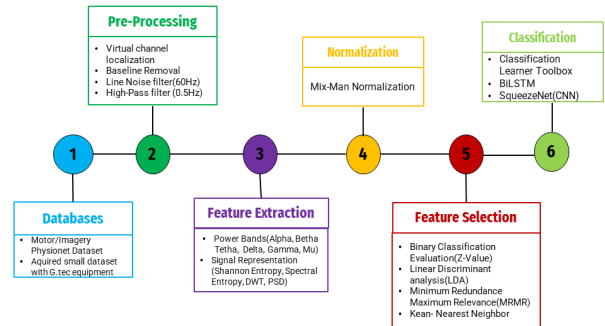 Pre-Processing
• Virtual channel
localization
• Baseline Removal
• Line Noise filter(60Hz)
• High-Pass filter (0.5Hz)
Normalization
Mix-Man Normalization
Classification
• Classification
Learner Toolbox
• BiLSTM
• SqueezeNet(CNN)
1
2
3
4
5
6
Databases
• Motor/Imagery
Physionet Dataset
• Aquired small dataset
with G.tec equipment
Feature Extraction
• Power Bands(Alpha, Betha
Tetha, Delta, Gamma, Mu)
• Signal Representation
(Shannon Entropy, Spectral
Entropy, DWT, PSD)
Feature Selection
• Binary Classification
Evaluation(Z-Value)
• Linear Discriminant
analysis(LDA)
• Minimum Redundance
Maximum Relevance(MRMR)
• Kean- Nearest Neighbor